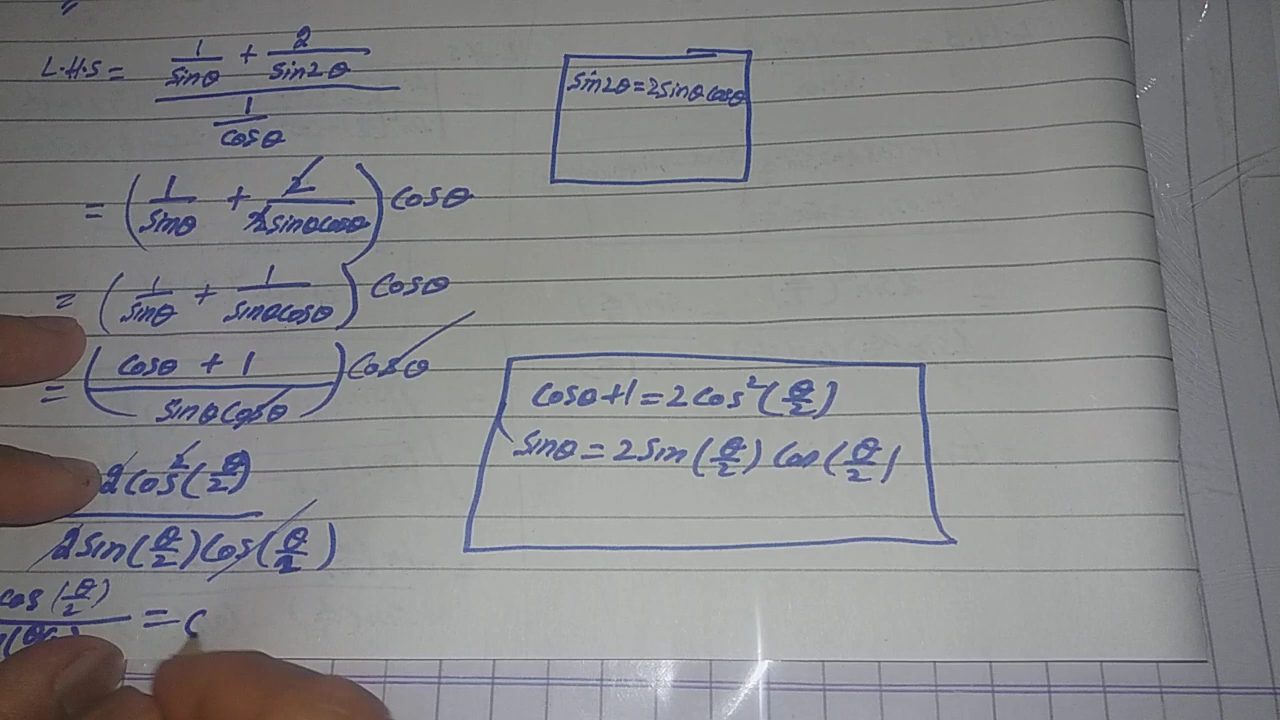 L.H.S = 1/sinθ + 2/sin2θ
1/cosθ
sin2θ=2sinθcosθ
= (1/sinθ + 2/2sinθcosθ) cosθ
= (1/sinθ + 1/sinθcosθ) cosθ
= (cosθ + 1/sinθcosθ) cosθ
cosθ+1=2cos²(θ/2)
sinθ=2sin(θ/2)cos(θ/2)
2cos²(θ/2)
2sin(θ/2)cos(θ/2)
cos(θ/2) = c